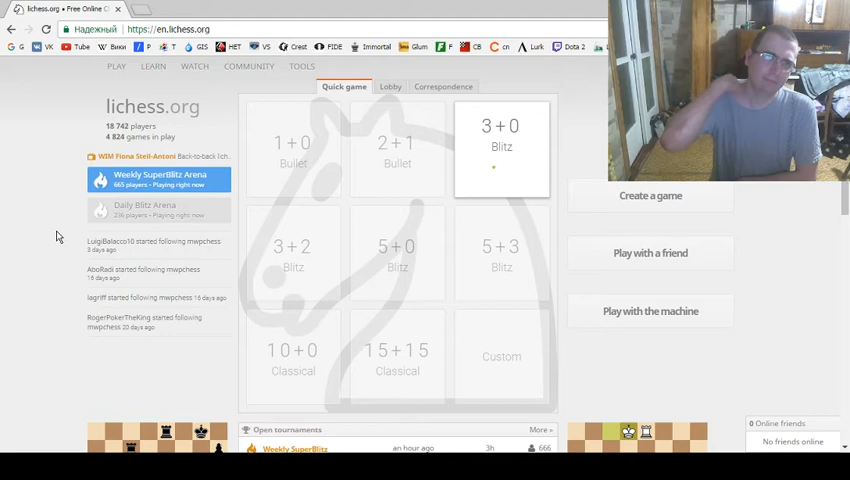 lichess.org • Free Online C
Надежный
https://en.lichess.org
G
VK
Tube
Вики
P
T.
GIS
HET
VS
Crest
FIDE
Immortal
Glum
F
CB
cn
Lurk
Dota 2
PLAY
LEARN
WATCH
COMMUNITY
TOOLS
Quick game
Lobby
Correspondence
lichess.org
18 742 players
4 824 games in play
WIM Fiona Steil-Antoni Back-to-back lich.
Weekly SuperBlitz Arena
665 players • Playing right now
Daily Blitz Arena
236 players • Playing right now
LuigiBalacco10 started following mwpchess
3 days ago
AboRadi started following mwpchess
16 days ago
lagriff started following mwpchess 16 days ago
RogerPokerTheKing started following
mwpchess 20 days ago
1+0
Bullet
2+1
Bullet
3+0
Blitz
3+2
Blitz
5+0
Blitz
5+3
Blitz
10+0
Classical
15+15
Classical
Custom
Create a game
Play with a friend
Play with the machine
Open tournaments
More »
Weekly SuperBlitz
an hour ago
3h
666
0 Online friends
No friends online